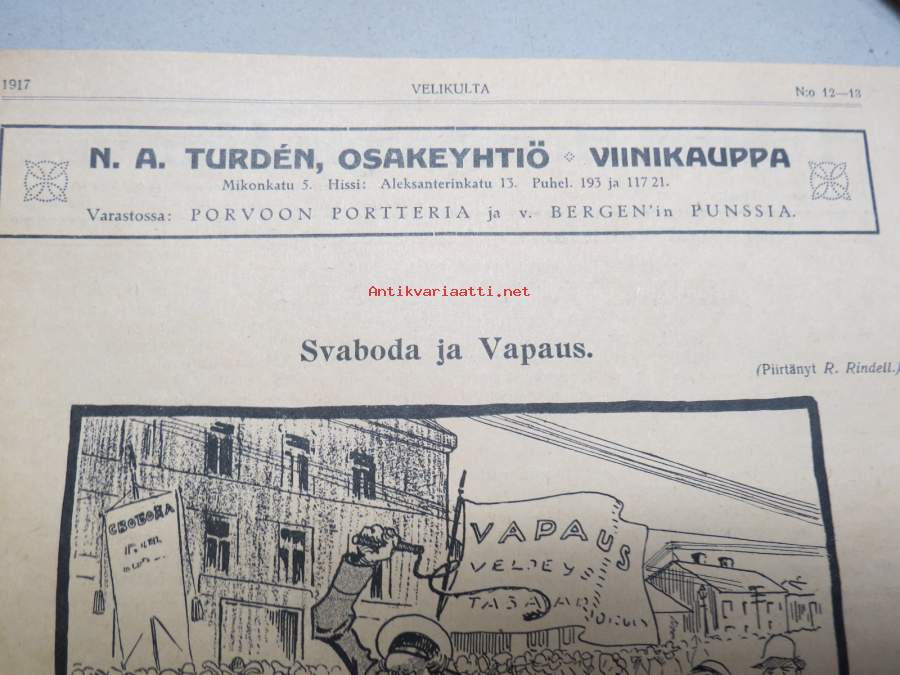 1917 VELIKULTA N:o 12—13
N. A. TURDÉN, OSAKEYHTIÖ ⋄ VIINIKAUPPA
Mikonkatu 5. Hissi: Aleksanterinkatu 13. Puhel. 193 ja 117 21.
Varastossa: PORVOON PORTTERIA ja v. BERGEN'in PUNSSIA.
Antikvariaatti.net
Svaboda ja Vapaus.
(Piirtänyt R. Rindell.)
VAPAUS
VELJEYS